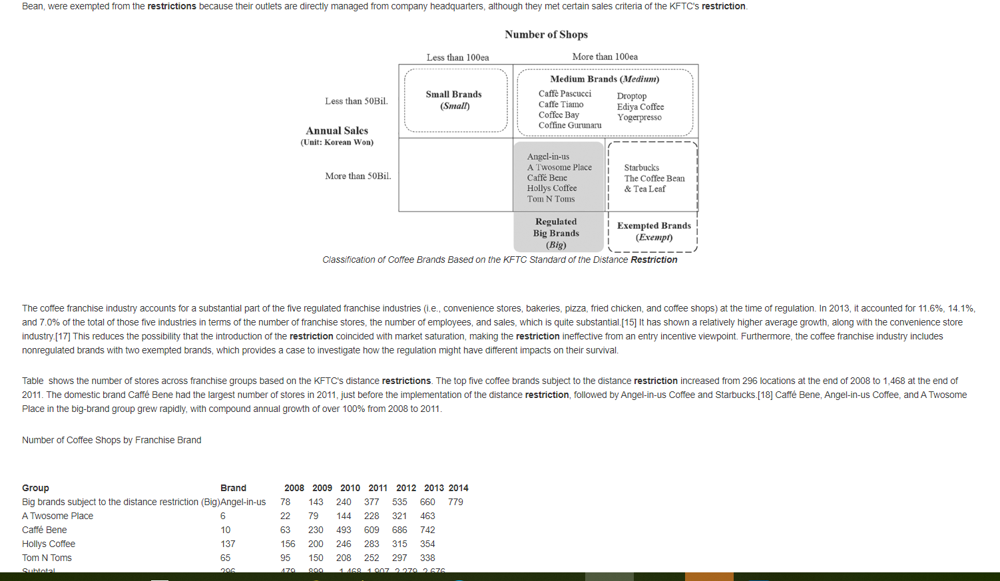 Bean, were exempted from the restrictions because their outlets are directly managed from company headquarters, although they met certain sales criteria of the KFTC's restriction.
Number of Shops
Less than 100ea
More than 100ea
Medium Brands (Medium)
Small Brands
(Small)
Caffè Pascucci
Caffe Tiamo
Coffee Bay
Coffine Gurunaru
Droptop
Ediya Coffee
Yogerpresso
Less than 50Bil.
Annual Sales
(Unit: Korean Won)
More than 50Bil.
Angel-in-us
A Twosome Place
Caffé Bene
Hollys Coffee
Tom N Toms
Starbucks
The Coffee Bean
& Tea Leaf
Regulated
Big Brands
(Big)
Exempted Brands
(Exempt)
Classification of Coffee Brands Based on the KFTC Standard of the Distance Restriction
The coffee franchise industry accounts for a substantial part of the five regulated franchise industries (i.e., convenience stores, bakeries, pizza, fried chicken, and coffee shops) at the time of regulation. In 2013, it accounted for 11.6%, 14.1%,
and 7.0% of the total of those five industries in terms of the number of franchise stores, the number of employees, and sales, which is quite substantial.[15] It has shown a relatively higher average growth, along with the convenience store
industry.[17] This reduces the possibility that the introduction of the restriction coincided with market saturation, making the restriction ineffective from an entry incentive viewpoint. Furthermore, the coffee franchise industry includes
nonregulated brands with two exempted brands, which provides a case to investigate how the regulation might have different impacts on their survival.
Table shows the number of stores across franchise groups based on the KFTC's distance restrictions. The top five coffee brands subject to the distance restriction increased from 296 locations at the end of 2008 to 1,468 at the end of
2011. The domestic brand Caffé Bene had the largest number of stores in 2011, just before the implementation of the distance restriction, followed by Angel-in-us Coffee and Starbucks.[18] Caffé Bene, Angel-in-us Coffee, and A Twosome
Place in the big-brand group grew rapidly, with compound annual growth of over 100% from 2008 to 2011.
Number of Coffee Shops by Franchise Brand
Group Brand 2008 2009 2010 2011 2012 2013 2014
Big brands subject to the distance restriction (Big) Angel-in-us 78 143 240 377 535 660 779
A Twosome Place 6 22 79 144 228 321 463
Caffé Bene 10 63 230 493 609 686 742
Hollys Coffee 137 156 200 246 283 315 354
Tom N Toms 65 95 150 208 252 297 338
Subtotal 296 479 899 1,468 1,907 2,279 2,676